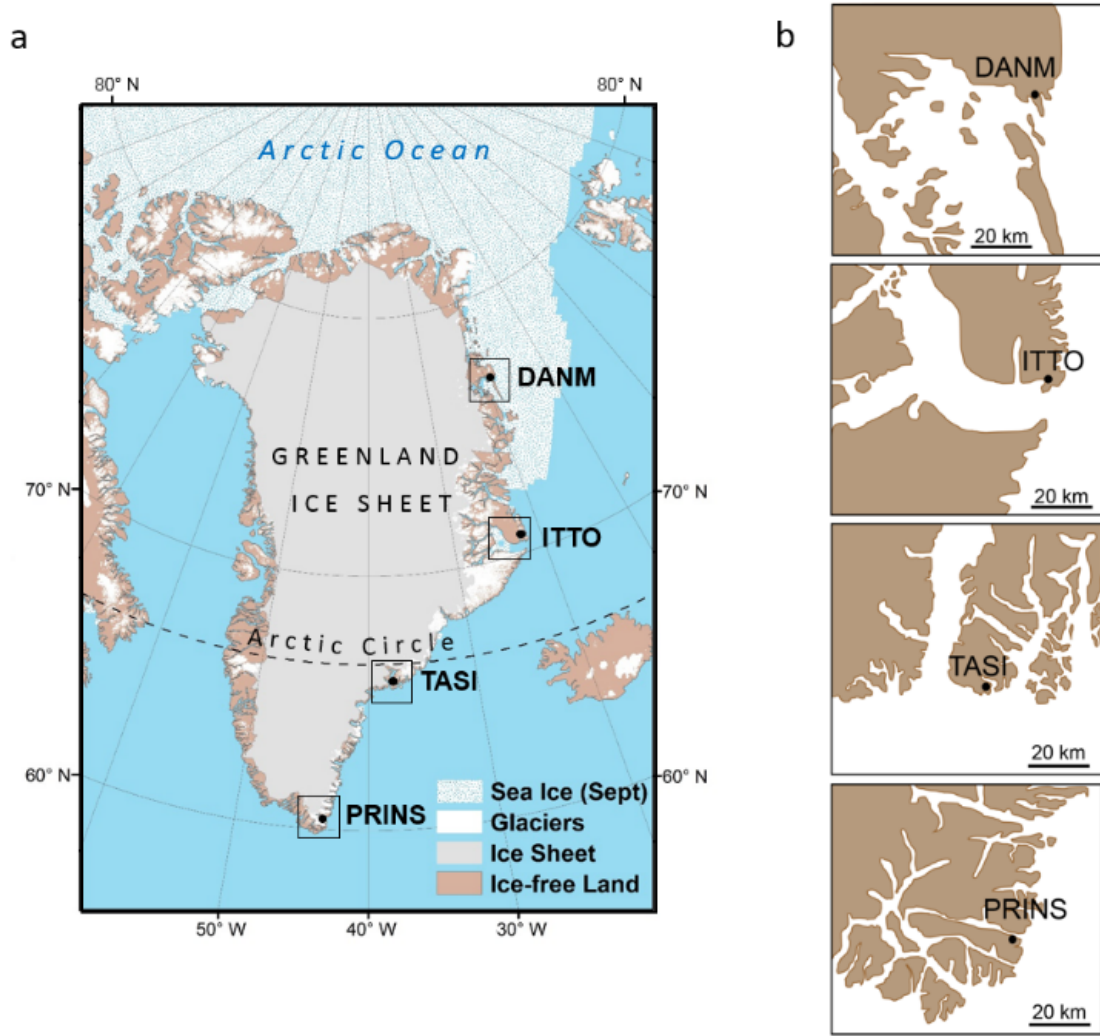 a
80° N
80° N
Arctic Ocean
DANM
GREENLAND
ICE SHEET
70° N
70° N
ITTO
Arctic Circle
TASI
60° N
60° N
PRINS
Sea Ice (Sept)
Glaciers
Ice Sheet
Ice-free Land
50° W
40° W
30° W
b
DANM
20 km
ITTO
20 km
TASI
20 km
PRINS
20 km